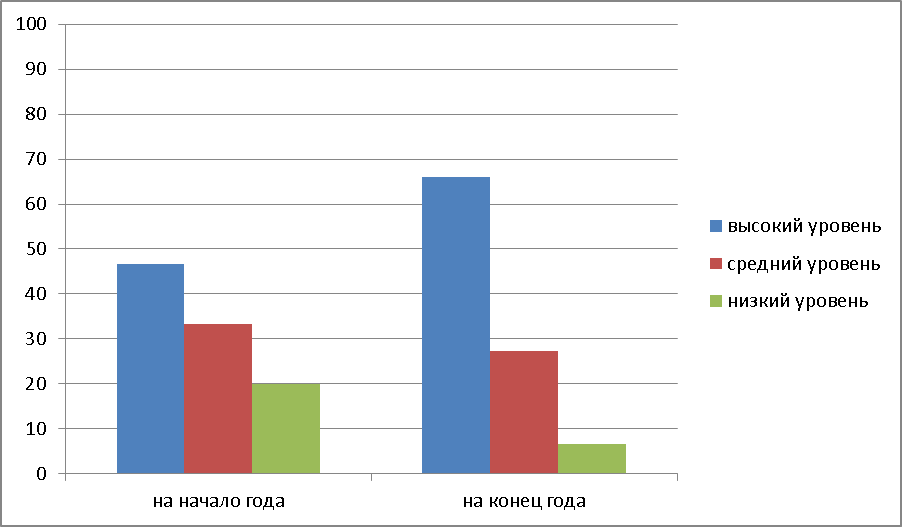 100
90
80
70
60
50
40
30
20
10
0
на начало года
на конец года
высокий уровень
средний уровень
низкий уровень